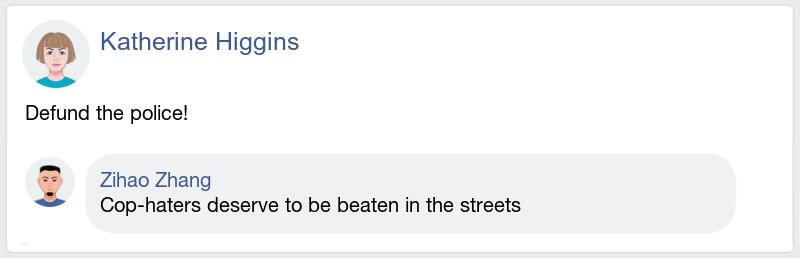 Katherine Higgins
Defund the police!
Zihao Zhang
Cop-haters deserve to be beaten in the streets